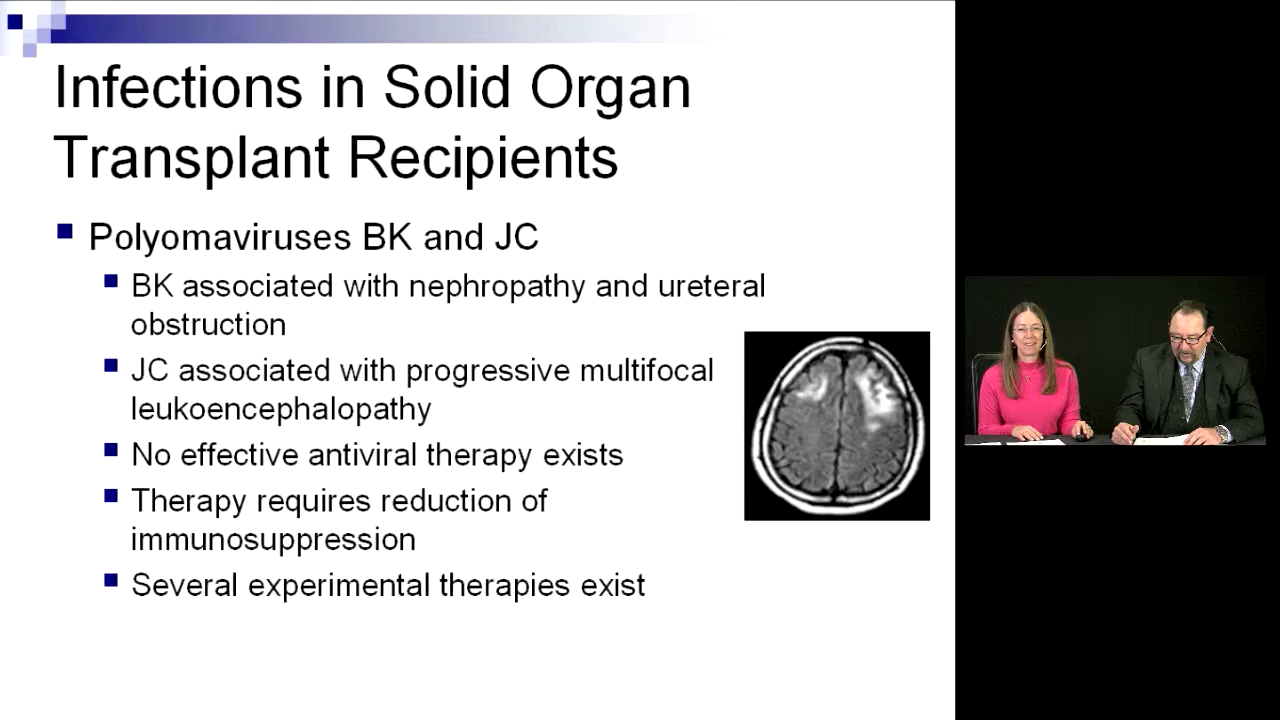 Infections in Solid Organ
Transplant Recipients
Polyomaviruses BK and JC
BK associated with nephropathy and ureteral
obstruction
JC associated with progressive multifocal
leukoencephalopathy
No effective antiviral therapy exists
Therapy requires reduction of
immunosuppression
Several experimental therapies exist